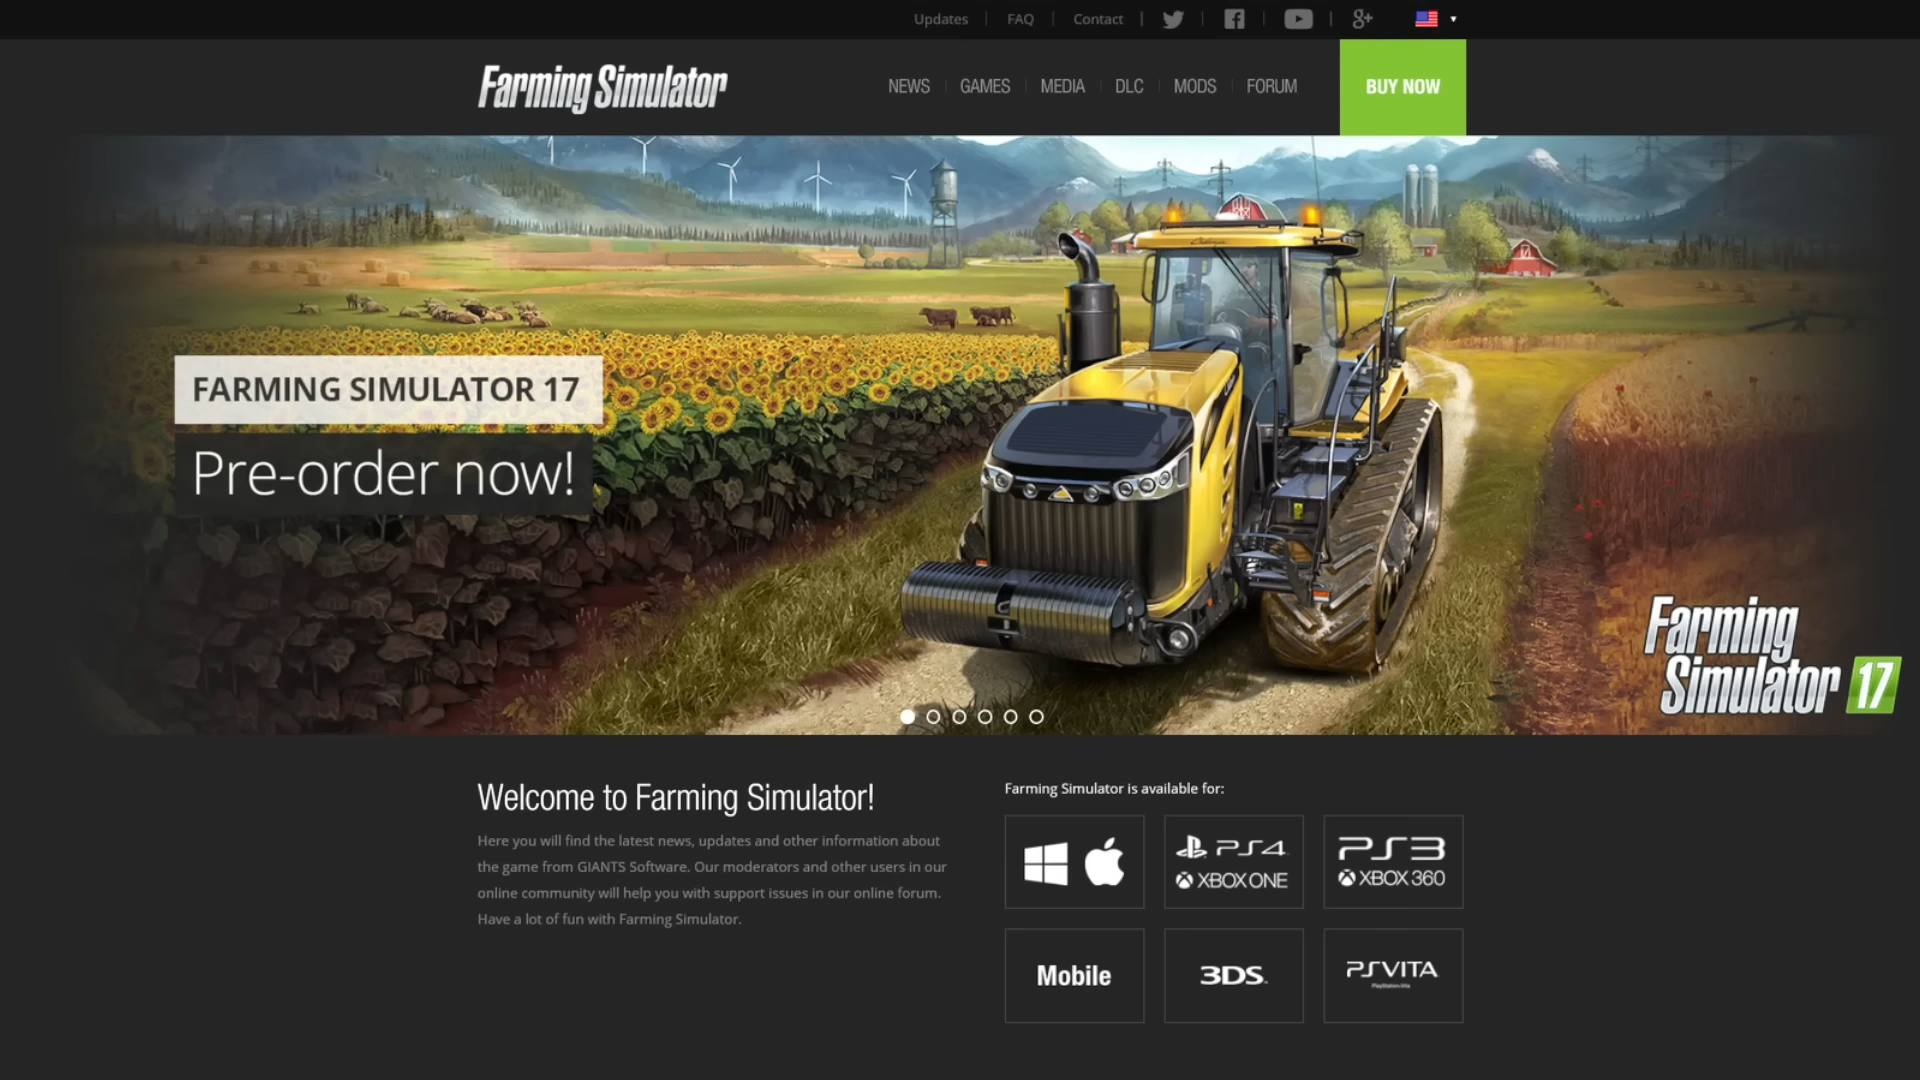 Updates
FAQ
Contact
Farming Simulator
NEWS
GAMES
MEDIA
DLC
MODS
FORUM
BUY NOW
FARMING SIMULATOR 17
Pre-order now!
Farming
Simulator 17
Welcome to Farming Simulator!
Here you will find the latest news, updates and other information about
the game from GIANTS Software. Our moderators and other users in our
online community will help you with support issues in our online forum.
Have a lot of fun with Farming Simulator.
Farming Simulator is available for:
PS4
XBOX ONE
PS3
XBOX 360
Mobile
3DS
PSVITA
PlayStation Vita